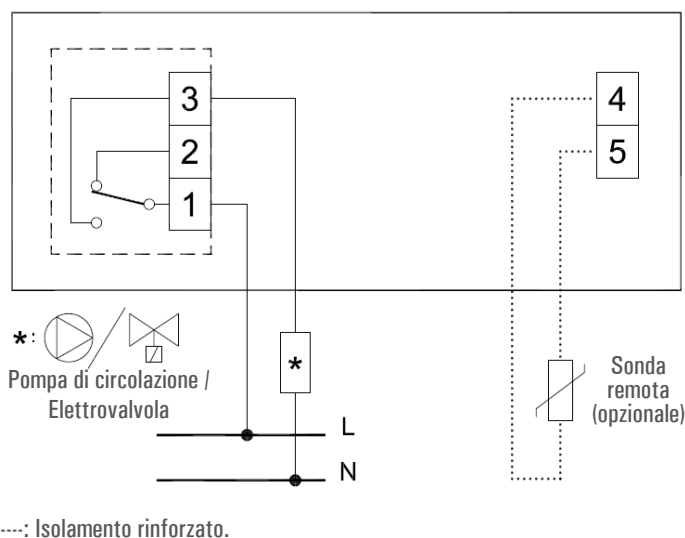 3
2
1
4
5
*:
Pompa di circolazione /
Elettrovalvola
*
Sonda
remota
(opzionale)
L
N
----: Isolamento rinforzato.